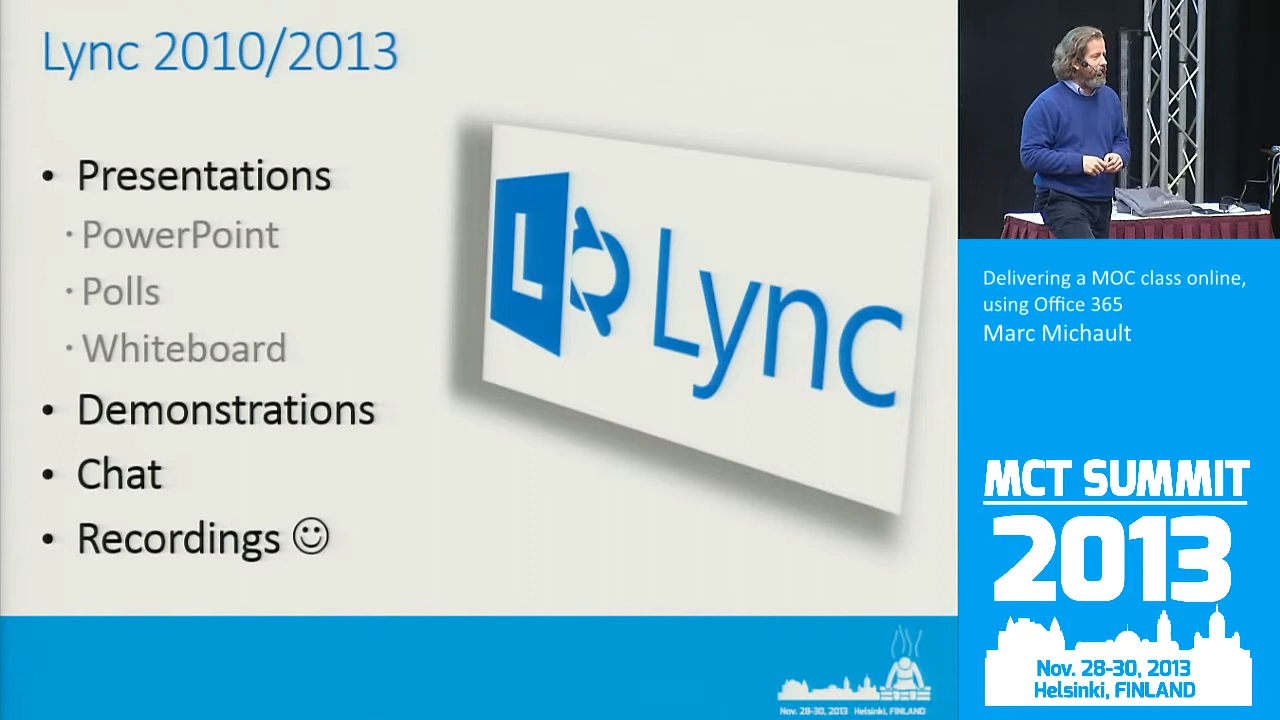 Lync 2010/2013
• Presentations
• PowerPoint
• Polls
• Whiteboard
• Demonstrations
• Chat
• Recordings ☺
L Lync
Nov. 28-30, 2013 Helsinki, FINLAND
Delivering a MOC class online,
using Office 365
Marc Michault
MCT SUMMIT
2013
Nov. 28-30, 2013
Helsinki, FINLAND